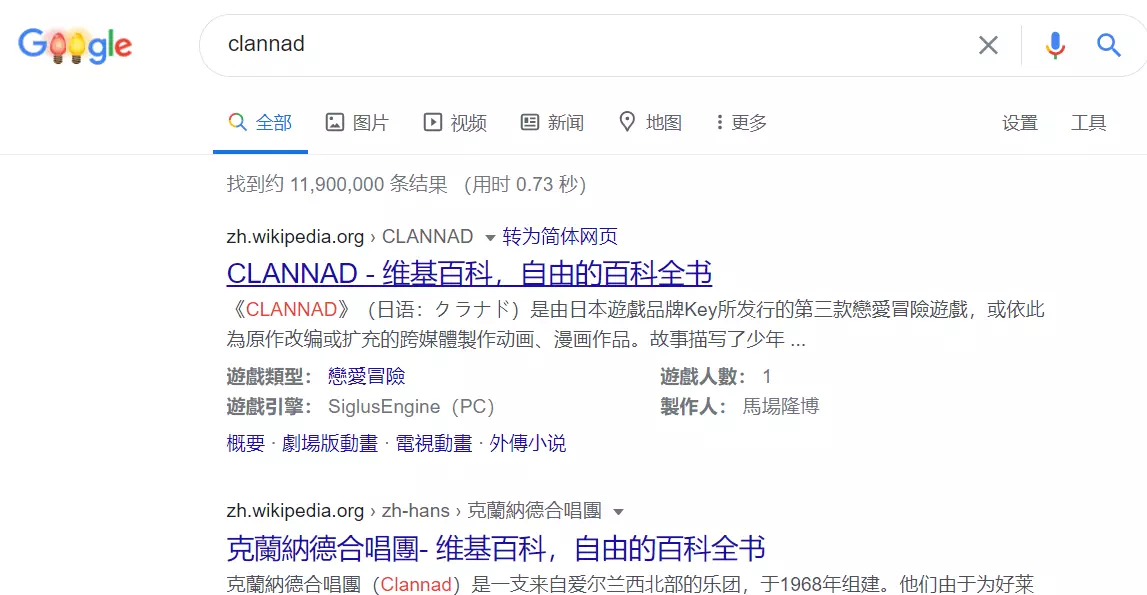 Google
clannad
全部 图片 视频 新闻 地图 更多 设置 工具
找到约 11,900,000 条结果 （用时 0.73 秒）
zh.wikipedia.org › CLANNAD 转为简体网页
CLANNAD - 维基百科，自由的百科全书
《CLANNAD》（日语：クラナド）是由日本遊戲品牌Key所发行的第三款戀愛冒險遊戲，或依此
為原作改编或扩充的跨媒體製作动画、漫画作品。故事描写了少年 ...
遊戲類型： 戀愛冒險 遊戲人數： 1
遊戲引擎： SiglusEngine（PC） 製作人： 馬場隆博
概要 · 劇場版動畫 · 電視動畫 · 外傳小说
zh.wikipedia.org › zh-hans › 克蘭納德合唱團
克蘭納德合唱團- 维基百科，自由的百科全书
克蘭納德合唱團（Clannad）是一支来自爱尔兰西北部的乐团，于1968年组建。他们由于为好莱